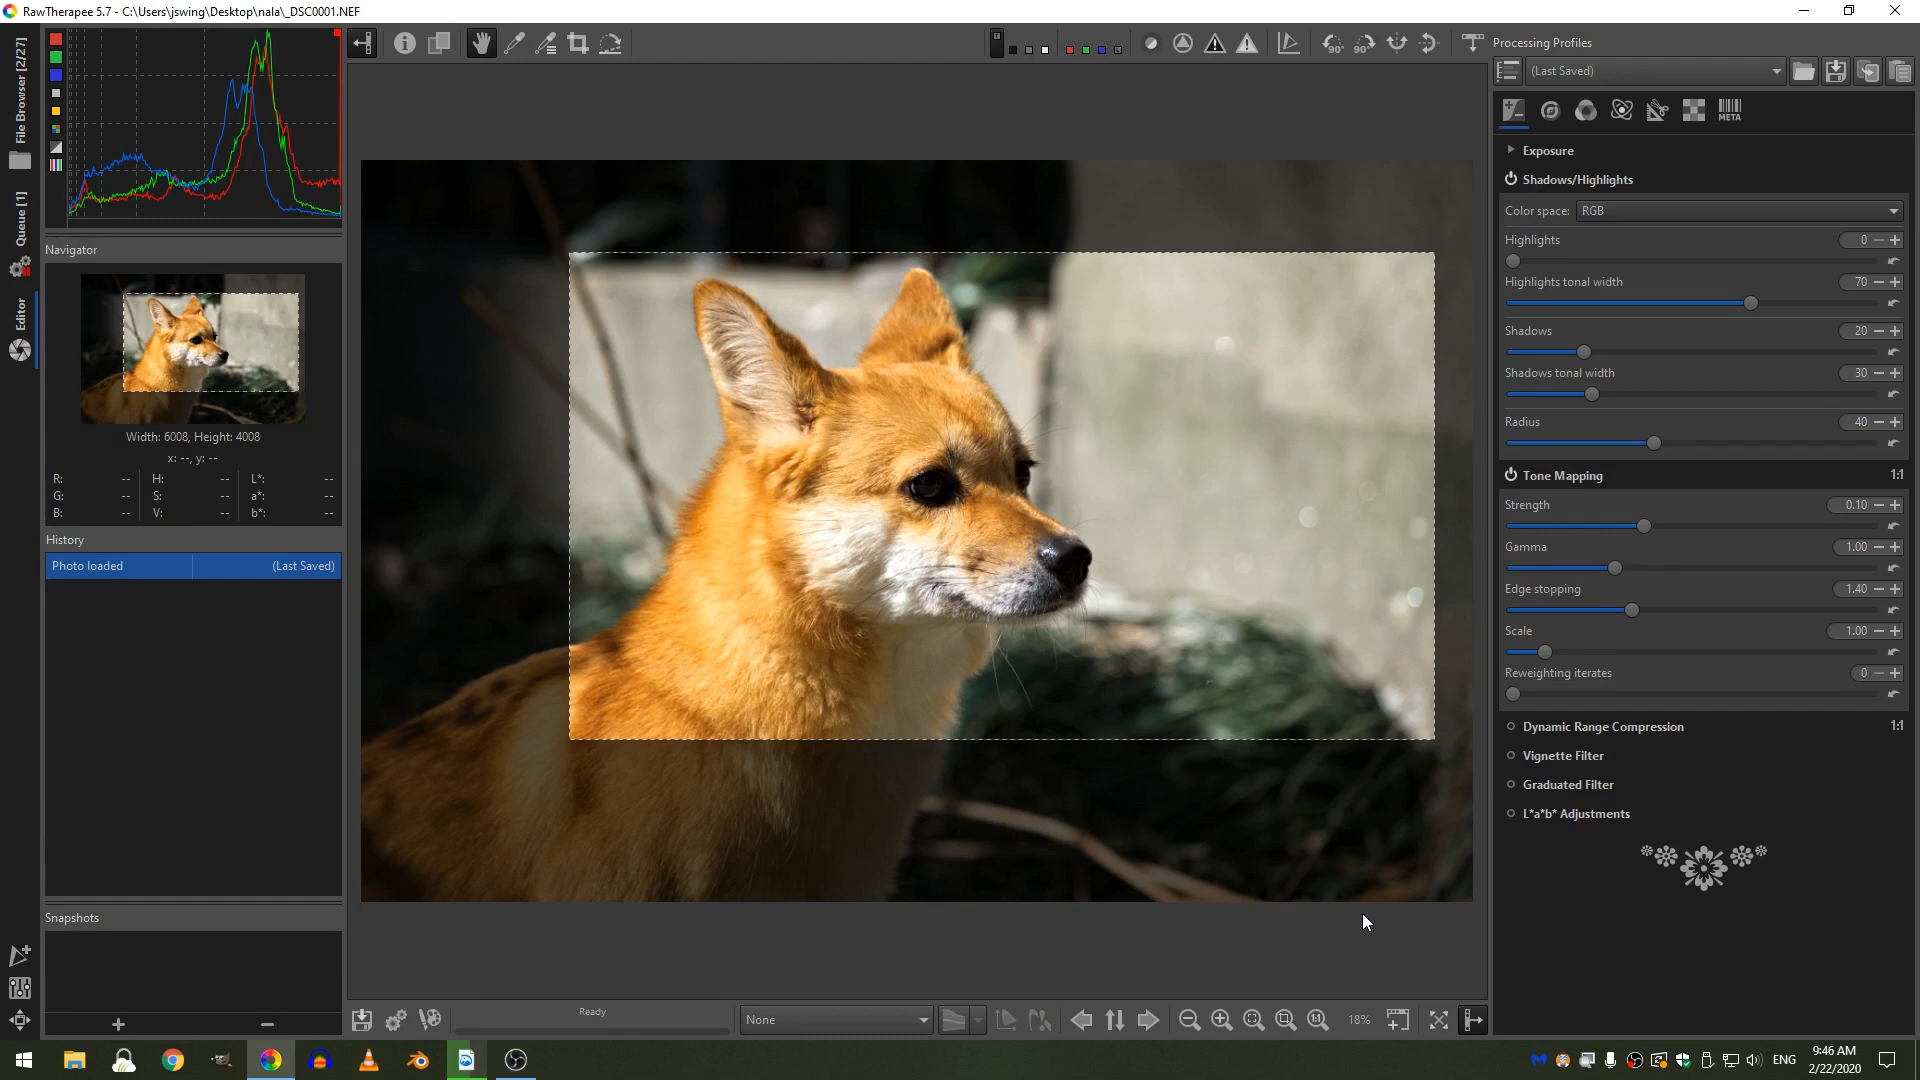 RawTherapee 5.7 - C:\Users\jswing\Desktop\nala\_DSC0001.NEF
File Browser [2/27]
Queue [1]
Editor
Navigator
Width: 6008, Height: 4008
x: --, y: --
R: -- H: -- L*: --
G: -- S: -- a*: --
B: -- V: -- b*: --
History
Photo loaded (Last Saved)
Snapshots
90° 90°
Processing Profiles
(Last Saved)
META
Exposure
Shadows/Highlights
Color space: RGB
Highlights 0
Highlights tonal width 70
Shadows 20
Shadows tonal width 30
Radius 40
Tone Mapping 1:1
Strength 0.10
Gamma 1.00
Edge stopping 1.40
Scale 1.00
Reweighting iterates 0
Dynamic Range Compression 1:1
Vignette Filter
Graduated Filter
L*a*b* Adjustments
Ready
None
1:1
18%
ENG
9:46 AM
2/22/2020